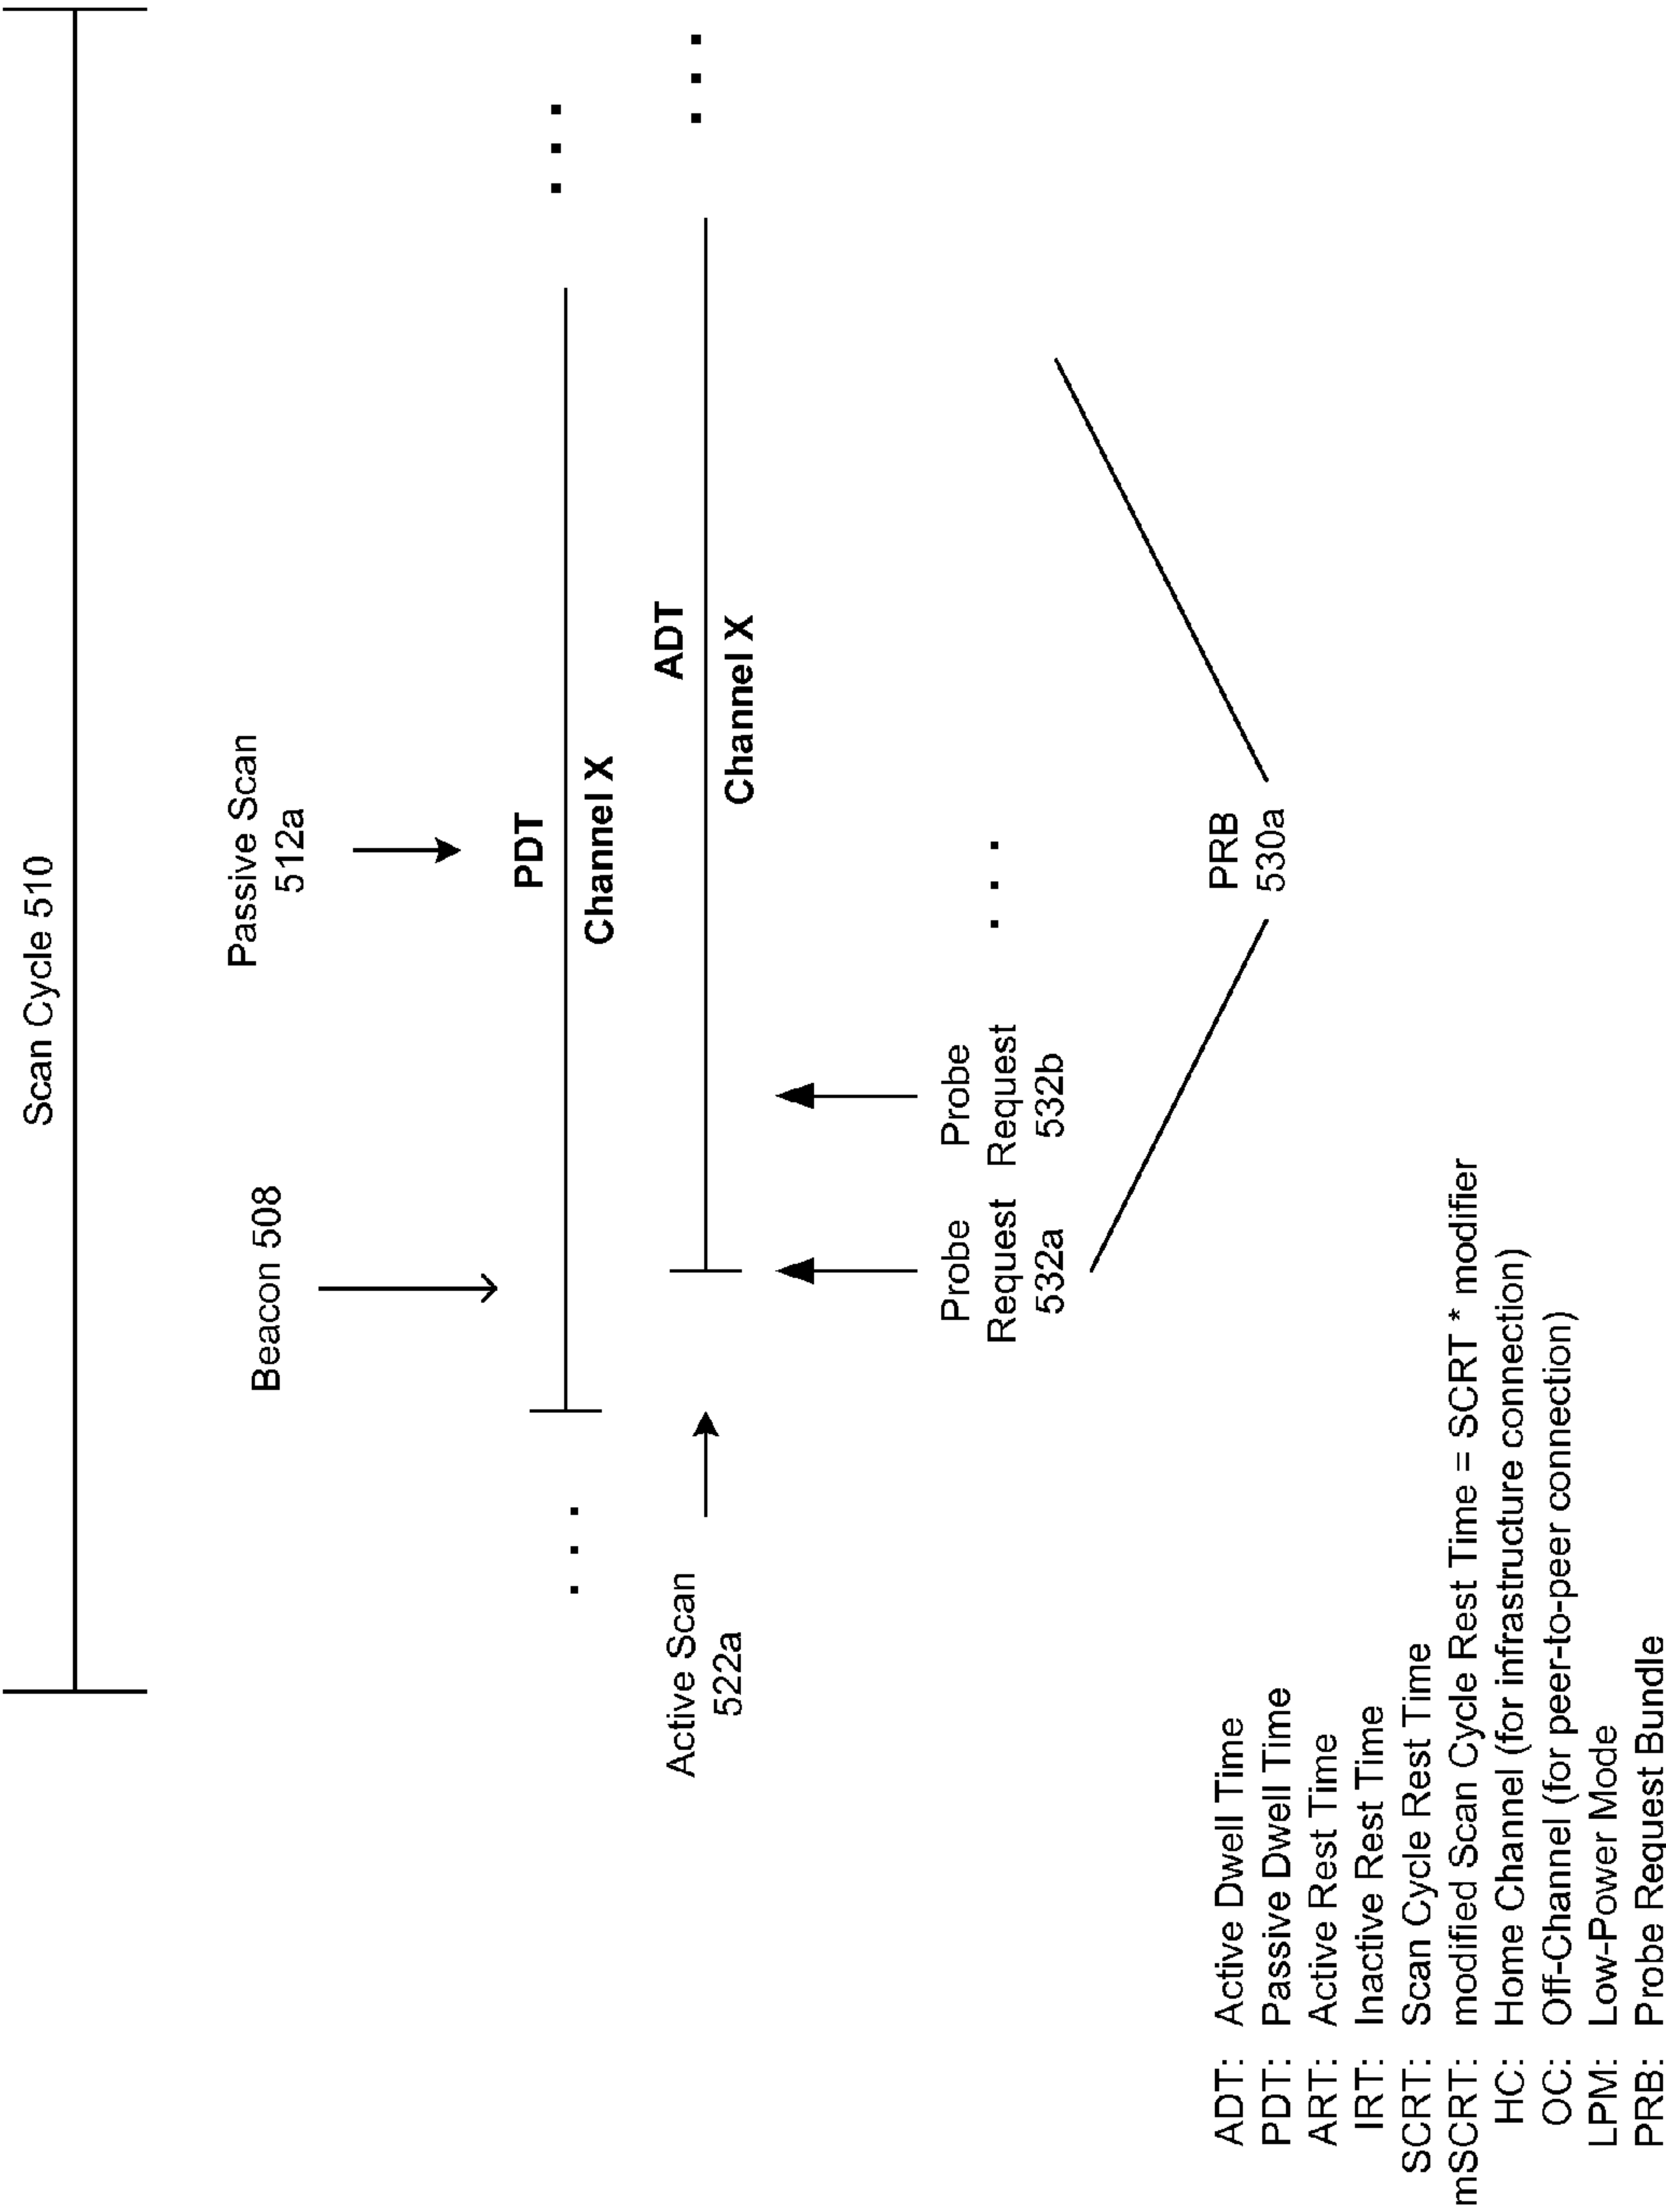 Scan Cycle 510
Beacon 508
Passive Scan
512a
PDT
Channel X
Active Scan
522a
ADT
Channel X
Probe
Request
532a
Probe
Request
532b
PRB
530a
ADT: Active Dwell Time
PDT: Passive Dwell Time
ART: Active Rest Time
IRT: Inactive Rest Time
SCRT: Scan Cycle Rest Time
mSCRT: modified Scan Cycle Rest Time = SCRT * modifier
HC: Home Channel (for infrastructure connection)
OC: Off-Channel (for peer-to-peer connection)
LPM: Low-Power Mode
PRB: Probe Request Bundle